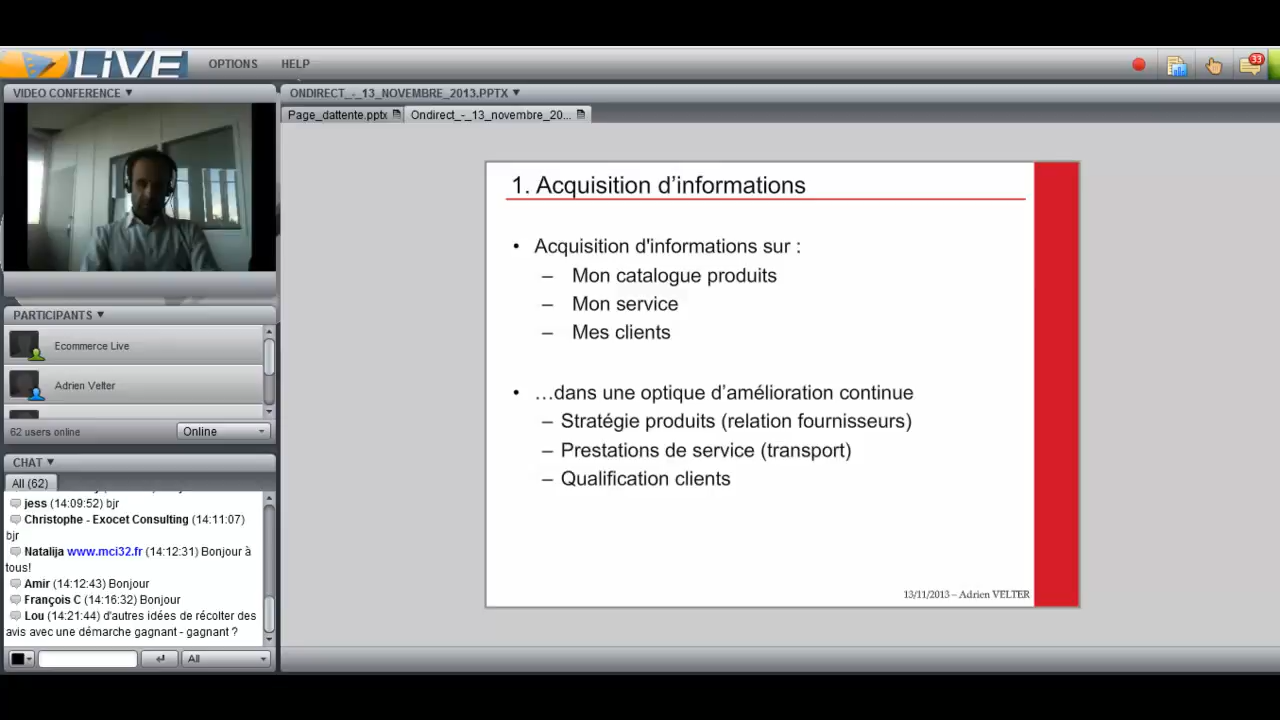 LIVE
OPTIONS
HELP
33
VIDEO CONFERENCE
PARTICIPANTS
Ecommerce Live
Adrien Velter
62 users online
Online
CHAT
All (62)
jess (14:09:52) bjr
Christophe - Exocet Consulting (14:11:07)
bjr
Natalija www.mci32.fr (14:12:31) Bonjour à
tous!
Amir (14:12:43) Bonjour
François C (14:16:32) Bonjour
Lou (14:21:44) d'autres idées de récolter des
avis avec une démarche gagnant - gagnant ?
All
ONDIRECT_-_13_NOVEMBRE_2013.PPTX
Page_dattente.pptx
Ondirect_-_13_novembre_20...
1. Acquisition d’informations
• Acquisition d'informations sur :
– Mon catalogue produits
– Mon service
– Mes clients
• …dans une optique d’amélioration continue
– Stratégie produits (relation fournisseurs)
– Prestations de service (transport)
– Qualification clients
13/11/2013 – Adrien VELTER